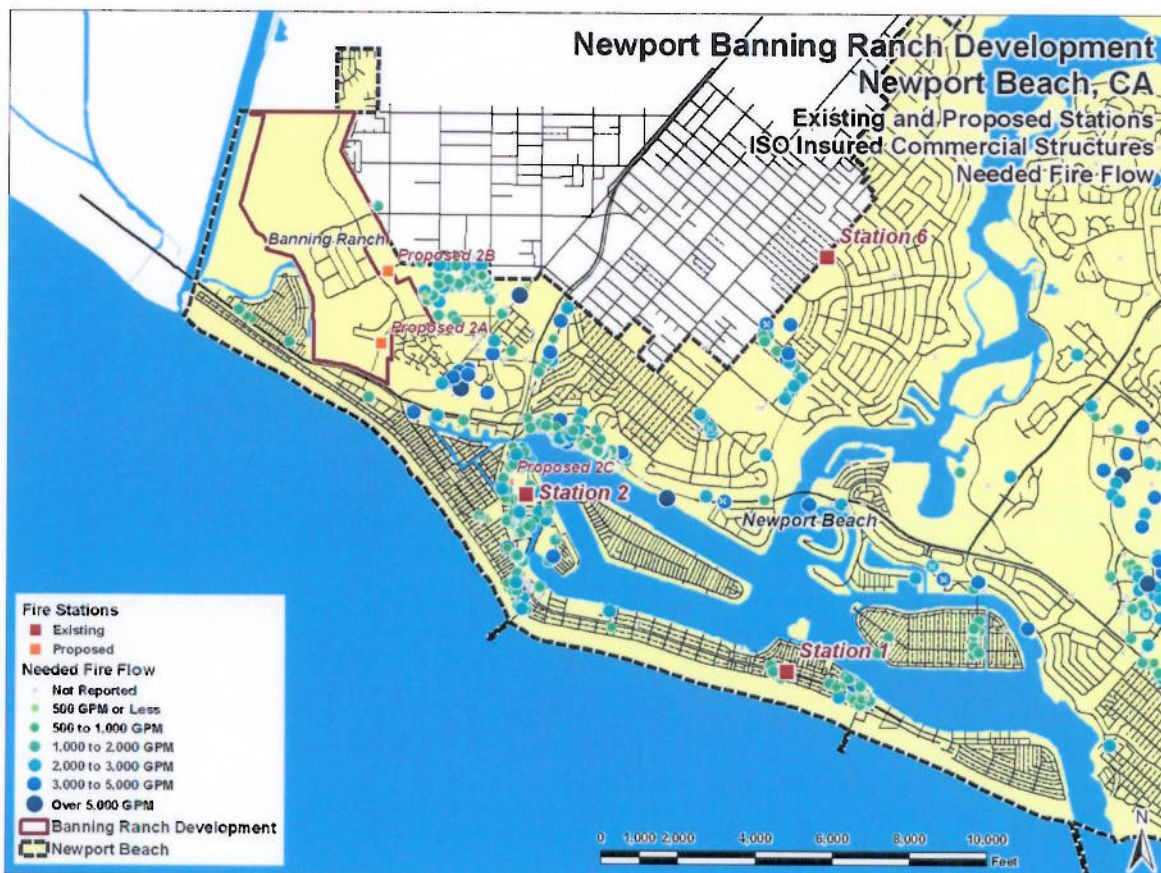 Newport Banning Ranch Development
Newport Beach, CA
Existing and Proposed Stations
ISO Insured Commercial Structures
Needed Fire Flow
Station 6
Banning Ranch
Proposed 2B
Proposed 2A
Proposed 2C
Station 2
Newport Beach
Station 1
Fire Stations
Existing
Proposed
Needed Fire Flow
Not Reported
500 GPM or Less
500 to 1,000 GPM
1,000 to 2,000 GPM
2,000 to 3,000 GPM
3,000 to 5,000 GPM
Over 5,000 GPM
Banning Ranch Development
Newport Beach
0 1,000 2,000 4,000 6,000 8,000 10,000
Feet
N